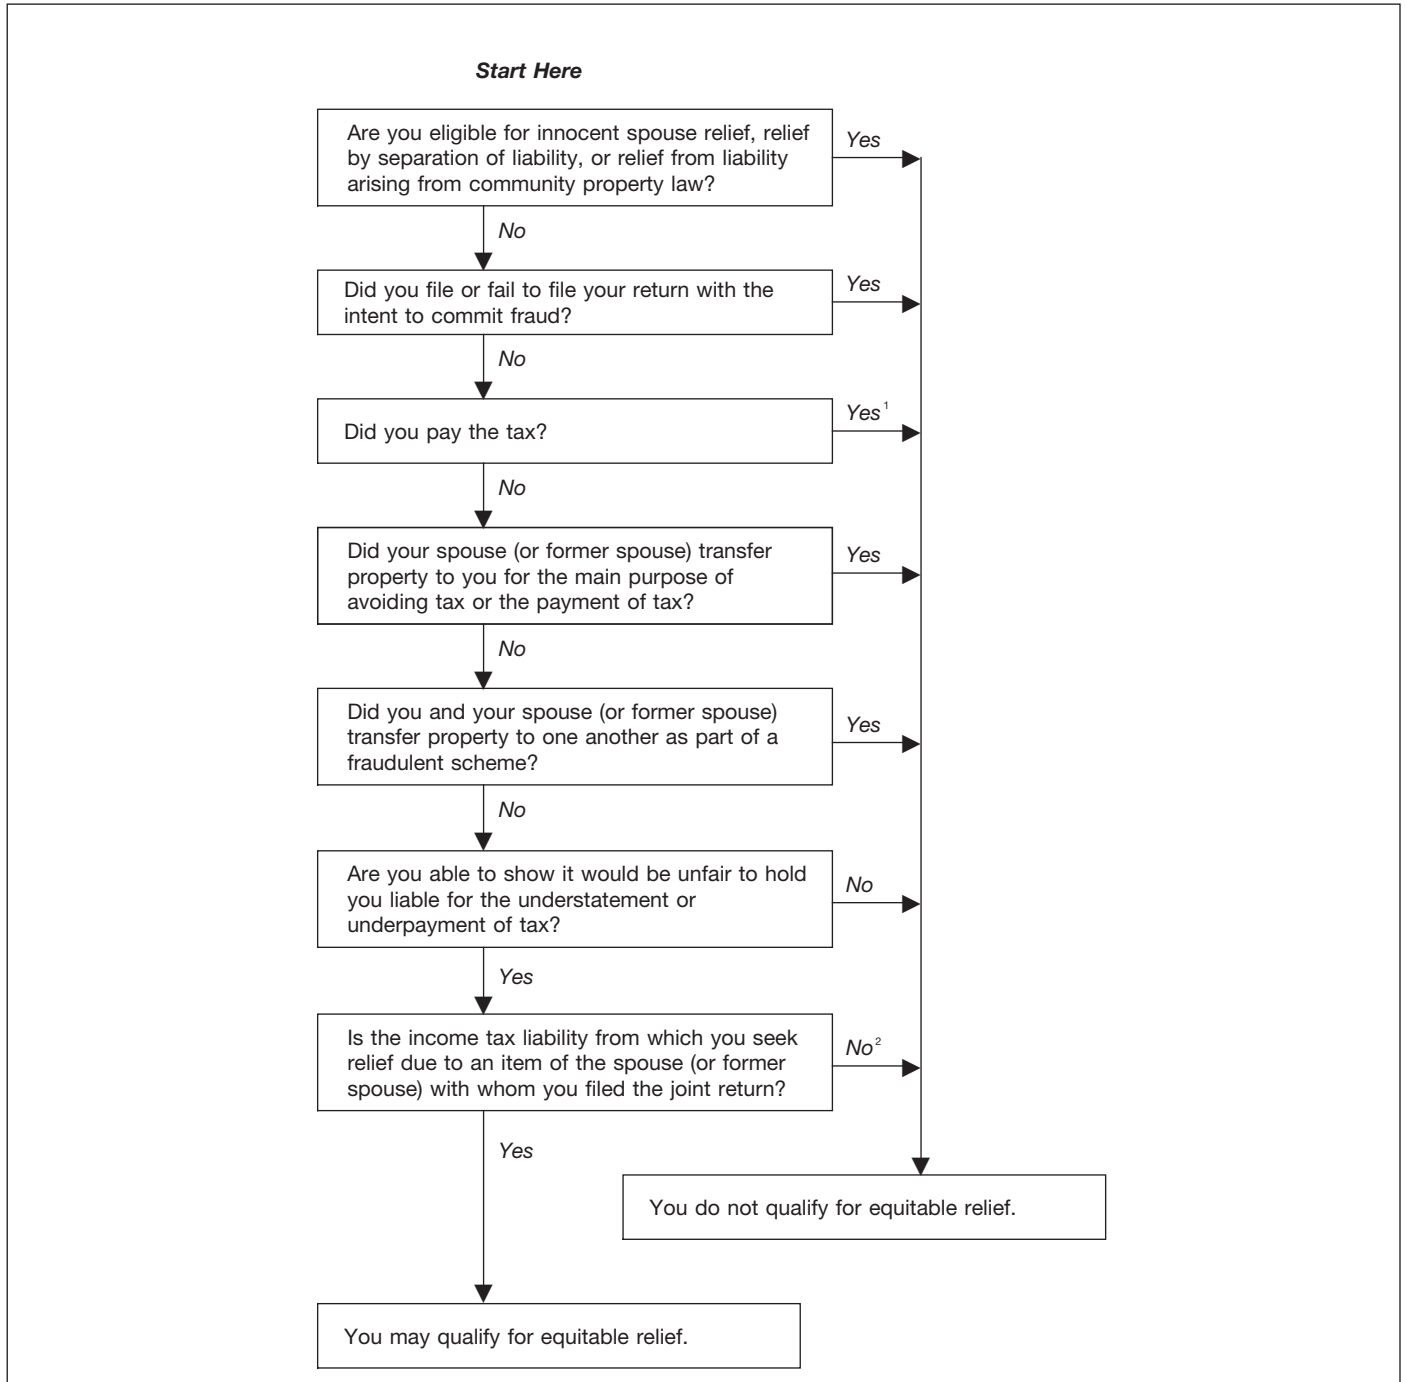 Start Here
Are you eligible for innocent spouse relief, relief
by separation of liability, or relief from liability
arising from community property law?
Yes
No
Did you file or fail to file your return with the
intent to commit fraud?
Yes
No
Did you pay the tax?
Yes¹
No
Did your spouse (or former spouse) transfer
property to you for the main purpose of
avoiding tax or the payment of tax?
Yes
No
Did you and your spouse (or former spouse)
transfer property to one another as part of a
fraudulent scheme?
Yes
No
Are you able to show it would be unfair to hold
you liable for the understatement or
underpayment of tax?
No
Yes
Is the income tax liability from which you seek
relief due to an item of the spouse (or former
spouse) with whom you filed the joint return?
No²
Yes
You do not qualify for equitable relief.
You may qualify for equitable relief.